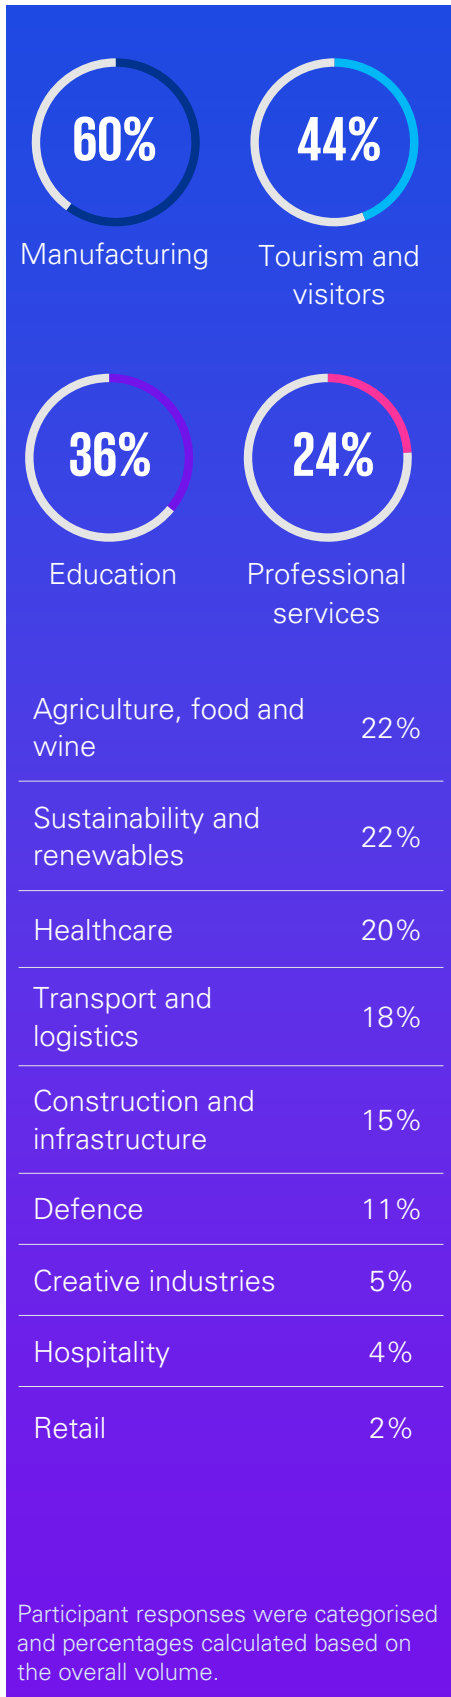 60%
44%
Manufacturing
Tourism and
visitors
36%
24%
Education
Professional
services
Agriculture, food and
wine
22%
Sustainability and
renewables
22%
Healthcare
20%
Transport and
logistics
18%
Construction and
infrastructure
15%
Defence
11%
Creative industries
5%
Hospitality
4%
Retail
2%
Participant responses were categorised
and percentages calculated based on
the overall volume.